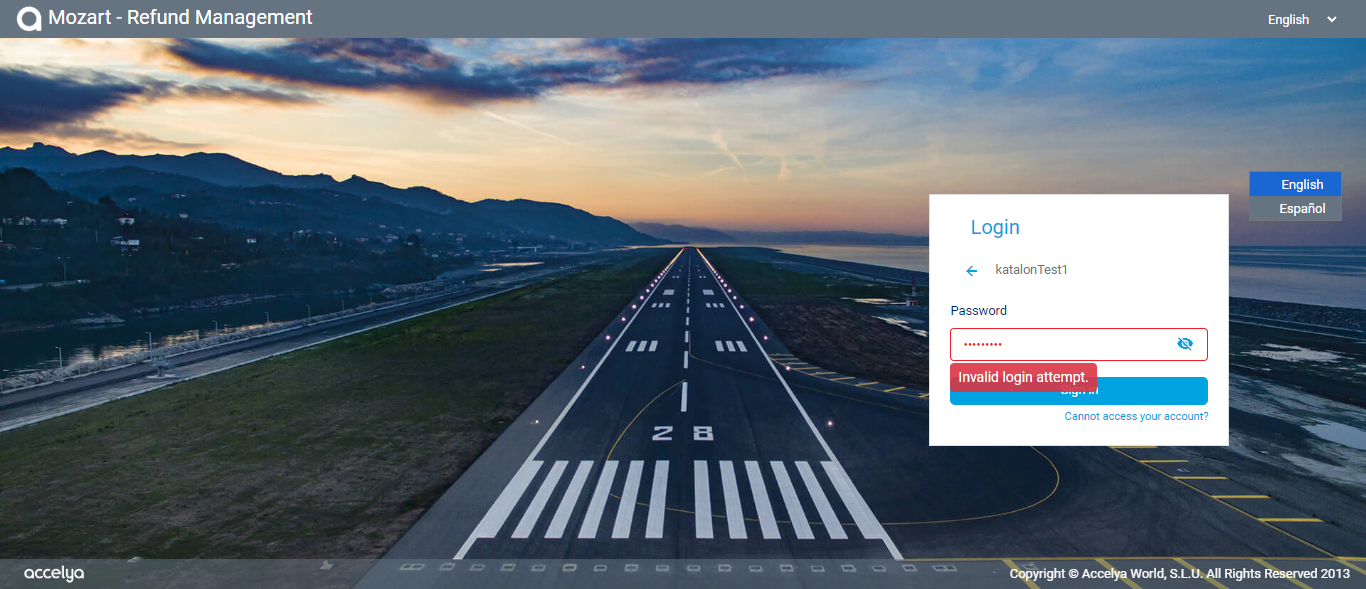 Mozart - Refund Management
English
English
Español
Login
katalonTest1
Password
•••••••••
Invalid login attempt.
Sign in
Cannot access your account?
28
accelya
Copyright © Accelya World, S.L.U. All Rights Reserved 2013